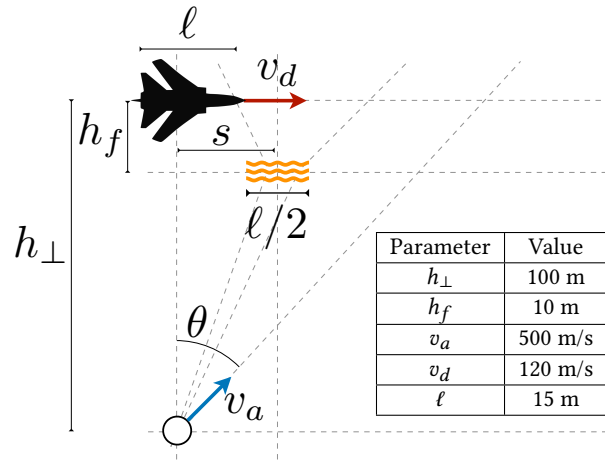 ℓ
v_d
h_f
s
ℓ/2
h_⊥
θ
v_a
Parameter Value
h_⊥ 100 m
h_f 10 m
v_a 500 m/s
v_d 120 m/s
ℓ 15 m